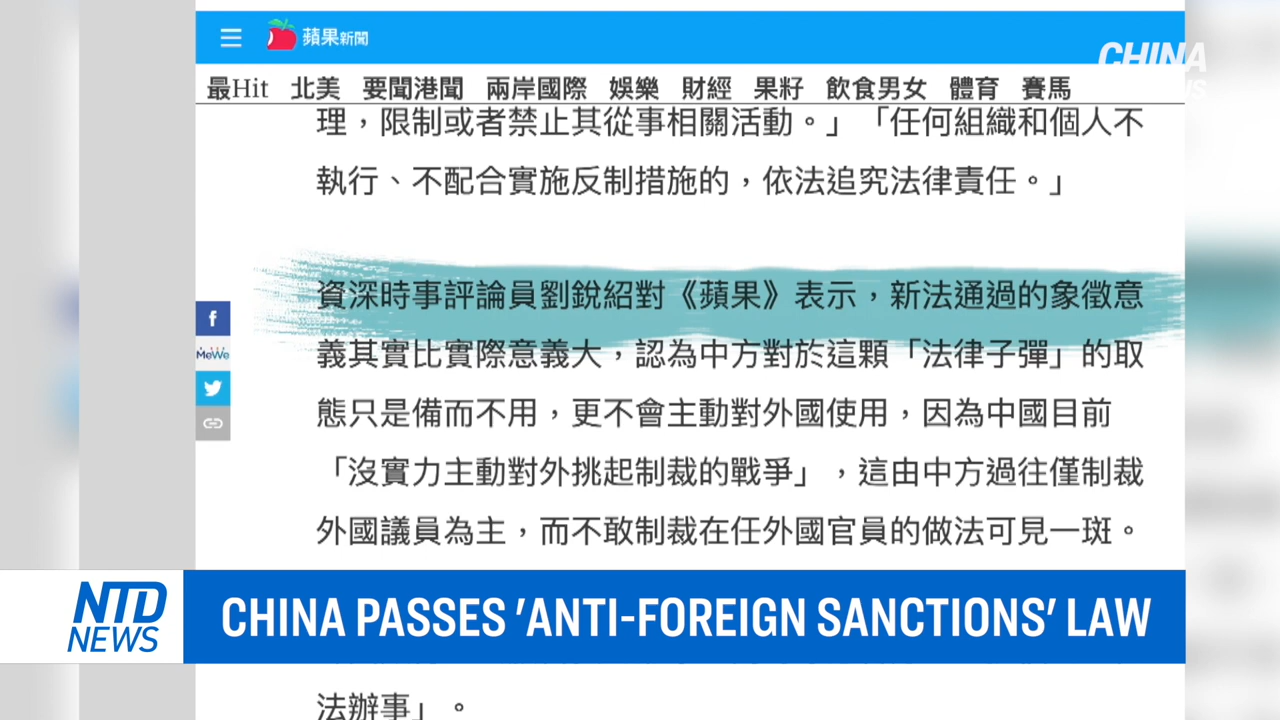 蘋果新聞
CHINA
NEWS
最Hit 北美 要聞港聞 兩岸國際 娛樂 財經 果籽 飲食男女 體育 賽馬
理，限制或者禁止其從事相關活動。」「任何組織和個人不
執行、不配合實施反制措施的，依法追究法律責任。」
資深時事評論員劉銳紹對《蘋果》表示，新法通過的象徵意
義其實比實際意義大，認為中方對於這顆「法律子彈」的取
態只是備而不用，更不會主動對外國使用，因為中國目前
「沒實力主動對外挑起制裁的戰爭」，這由中方過往僅制裁
外國議員為主，而不敢制裁在任外國官員的做法可見一斑。
f
MeWe
NTD
NEWS
CHINA PASSES 'ANTI-FOREIGN SANCTIONS' LAW
法辦事」。